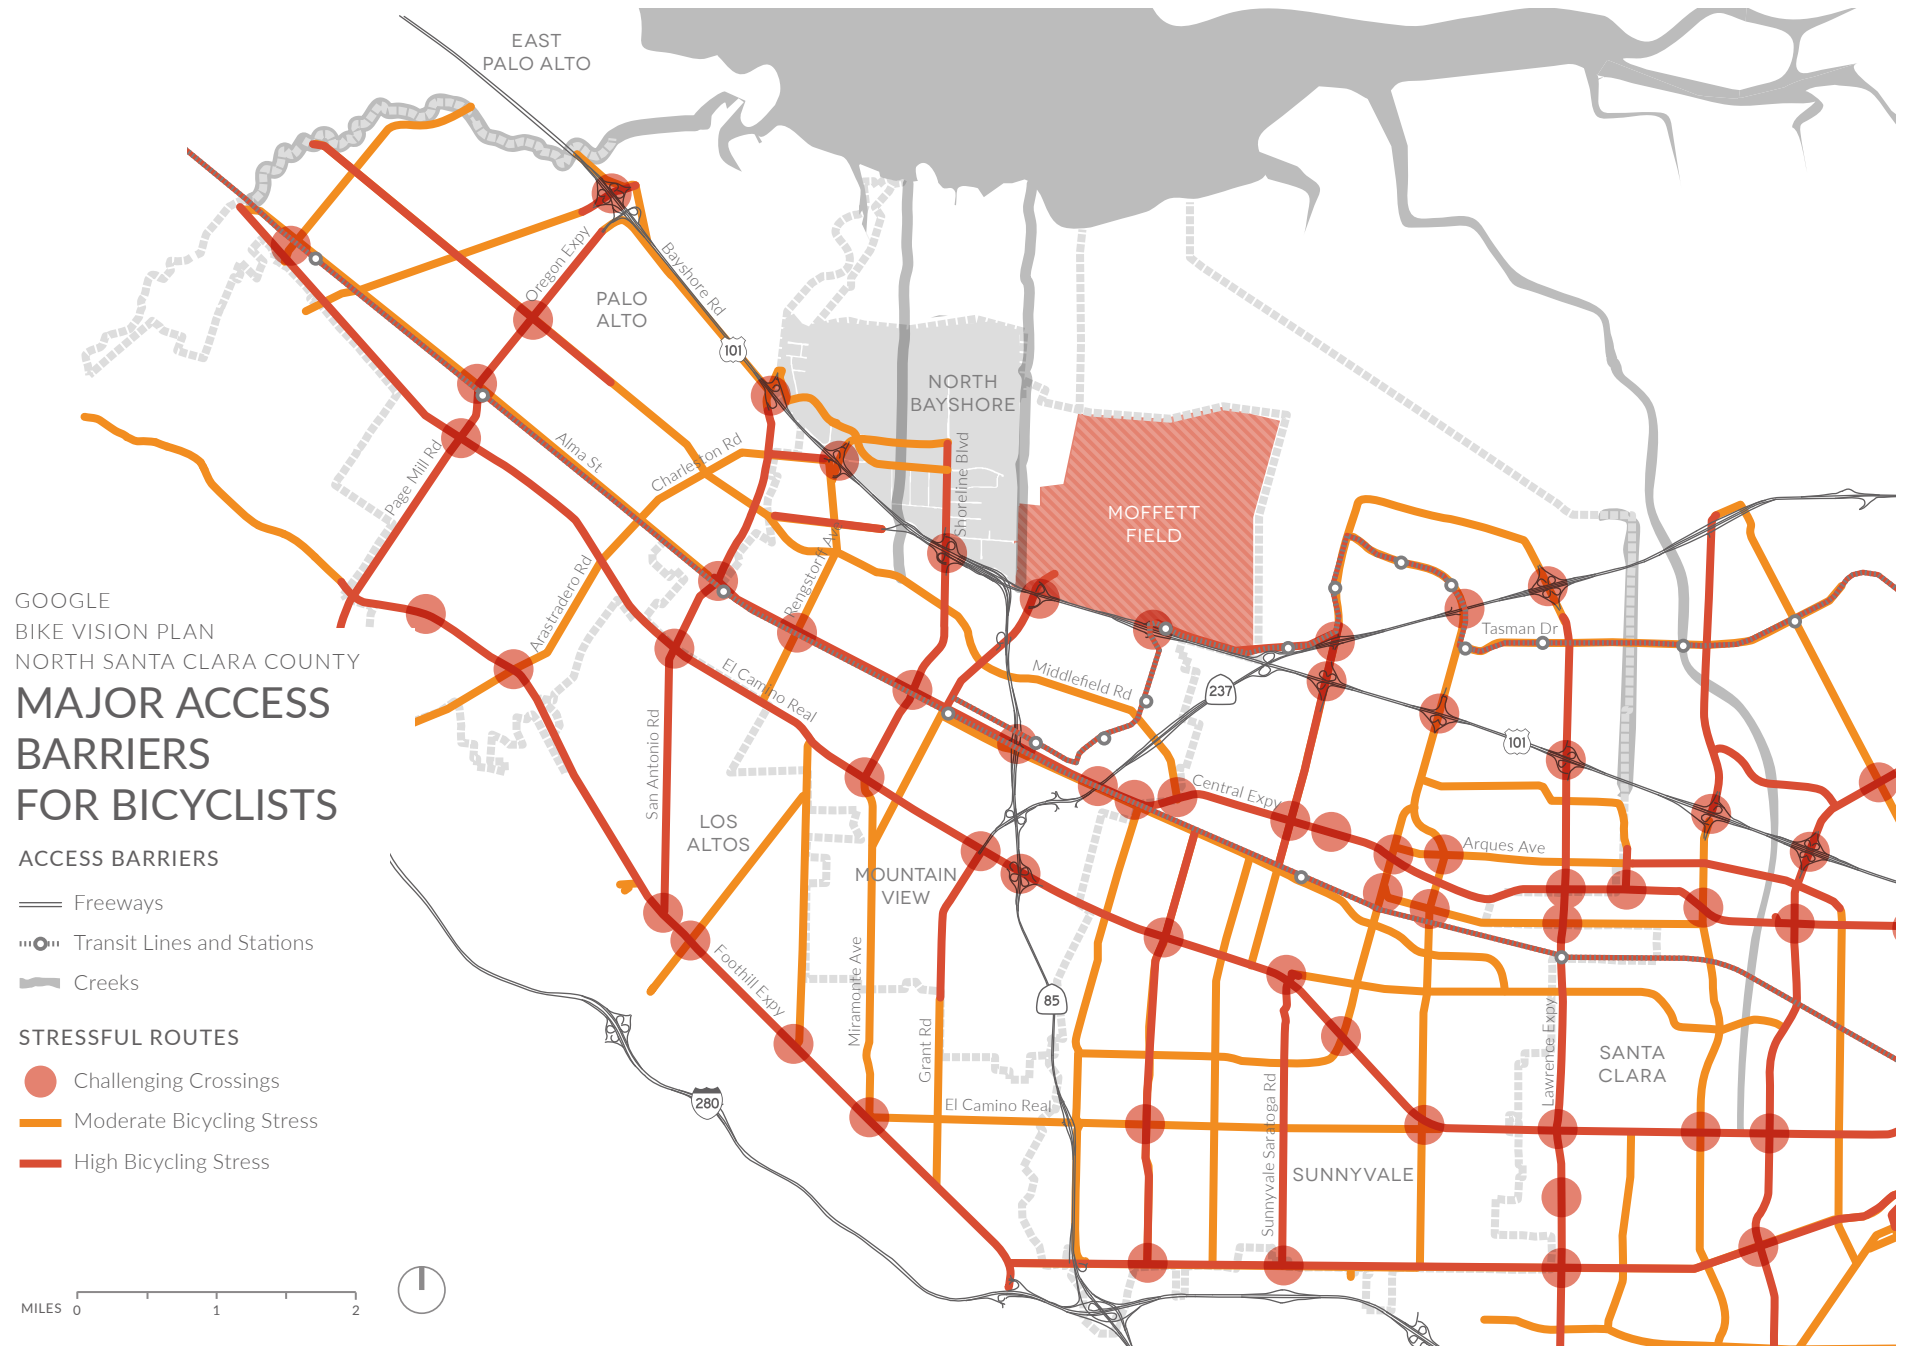 EAST
PALO ALTO
Oregon Expy
Bayshore Rd
PALO
ALTO
101
NORTH
BAYSHORE
Alma St
Charleston Rd
Page Mill Rd
Shoreline Blvd
MOFFETT
FIELD
Rengstorff Av
Arastradero Rd
GOOGLE
BIKE VISION PLAN
NORTH SANTA CLARA COUNTY
MAJOR ACCESS
BARRIERS
FOR BICYCLISTS
Tasman Dr
El Camino Real
Middlefield Rd
237
101
San Antonio Rd
Central Expy
LOS
ALTOS
Arques Ave
MOUNTAIN
VIEW
ACCESS BARRIERS
Freeways
Transit Lines and Stations
Creeks
Foothill Expy
Miramonte Ave
Grant Rd
85
Lawrence Expy
SANTA
CLARA
STRESSFUL ROUTES
Challenging Crossings
Moderate Bicycling Stress
High Bicycling Stress
280
El Camino Real
Sunnyvale Saratoga Rd
SUNNYVALE
MILES 0 1 2